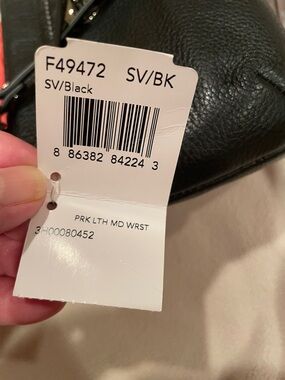 F49472 SV/BK
SV/Black
8 86382 84224 3
PRK LTH MD WRST
3H00080452